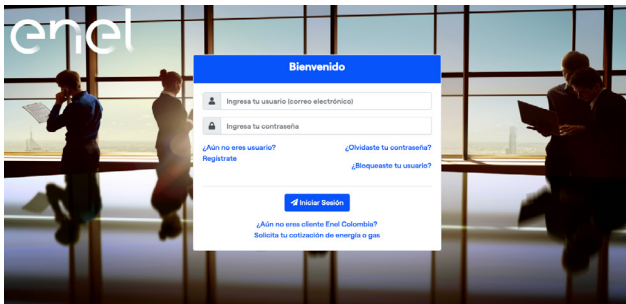 enel
Bienvenido
Ingresa tu usuario (correo electrónico)
Ingresa tu contraseña
¿Aún no eres usuario?
Regístrate
¿Olvidaste tu contraseña?
¿Bloqueaste tu usuario?
Iniciar Sesión
¿Aún no eres cliente Enel Colombia?
Solicita tu cotización de energía o gas